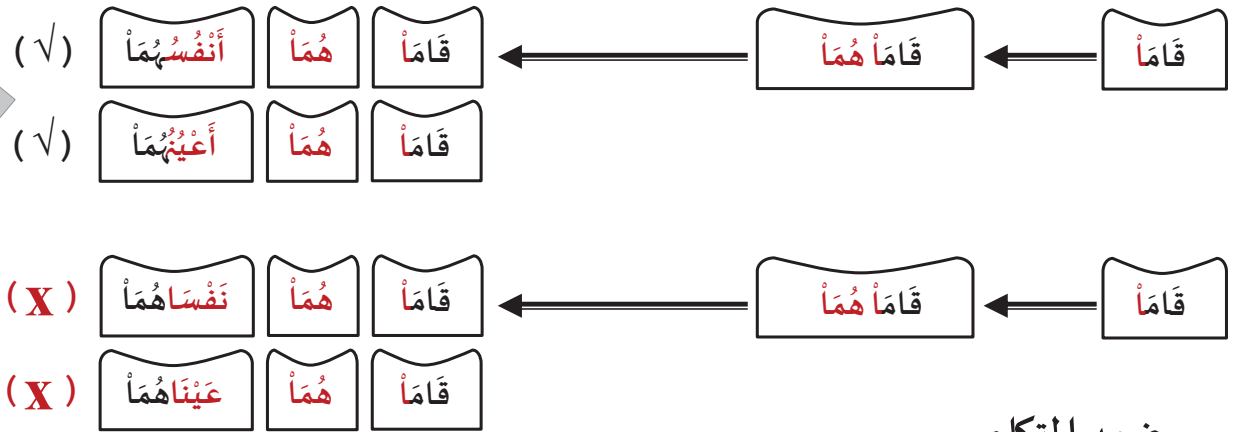 قَامَاْ قَامَاْ هُمَاْ قَامَاْ هُمَاْ أَنْفُسُهُمَاْ (√)
قَامَاْ هُمَاْ أَعْيُنُهُمَاْ (√)
قَامَاْ قَامَاْ هُمَاْ قَامَاْ هُمَاْ نَفْسَاهُمَاْ (x)
قَامَاْ هُمَاْ عَيْنَاهُمَاْ (x)